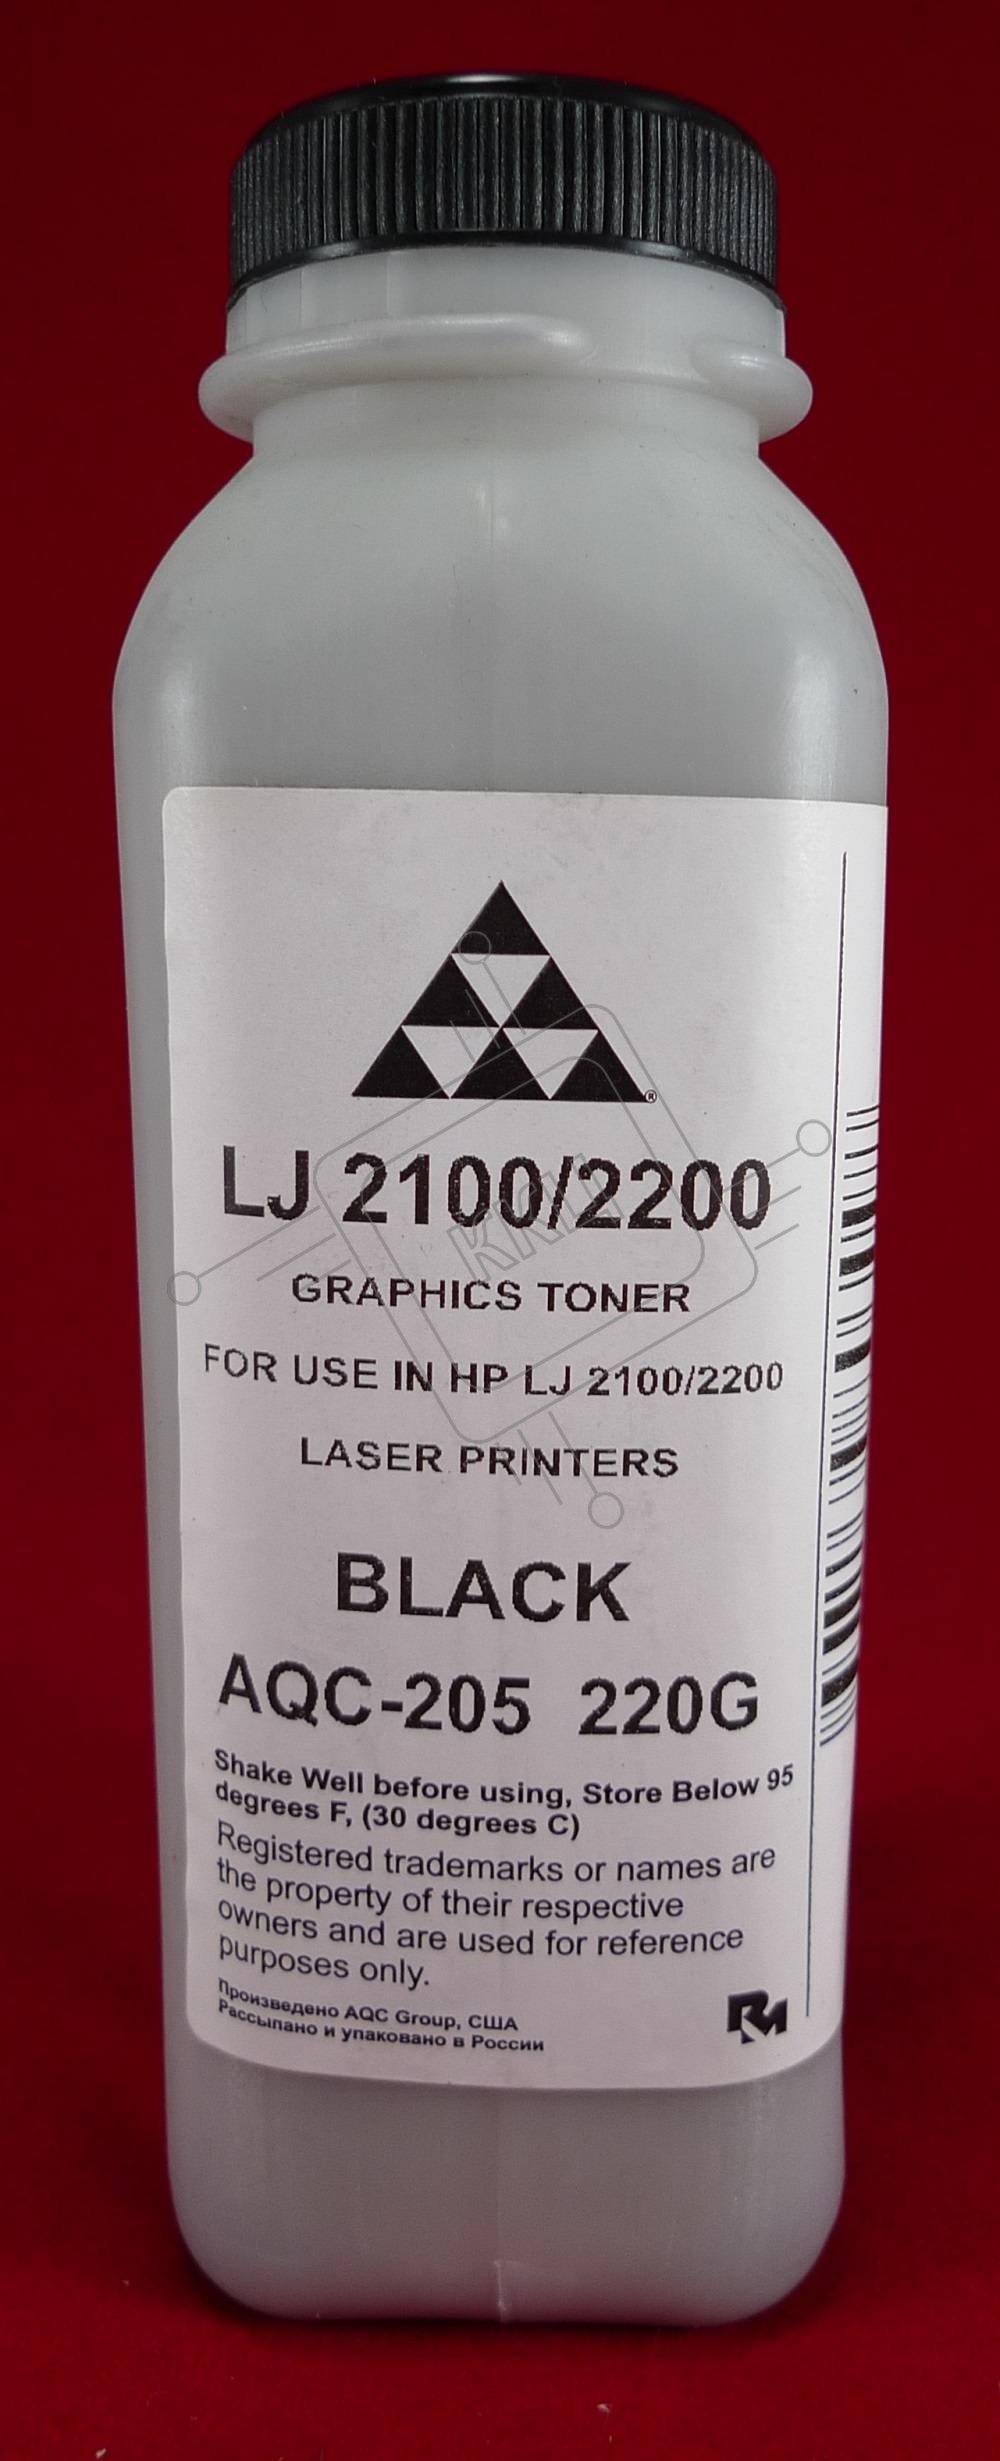 ®
LJ 2100/2200
GRAPHICS TONER
FOR USE IN HP LJ 2100/2200
LASER PRINTERS
BLACK
AQC-205 220G
Shake Well before using, Store Below 95
degrees F, (30 degrees C)
Registered trademarks or names are
the property of their respective
owners and are used for reference
purposes only.
Произведено AQC Group, США
Рассыпано и упаковано в России
RM